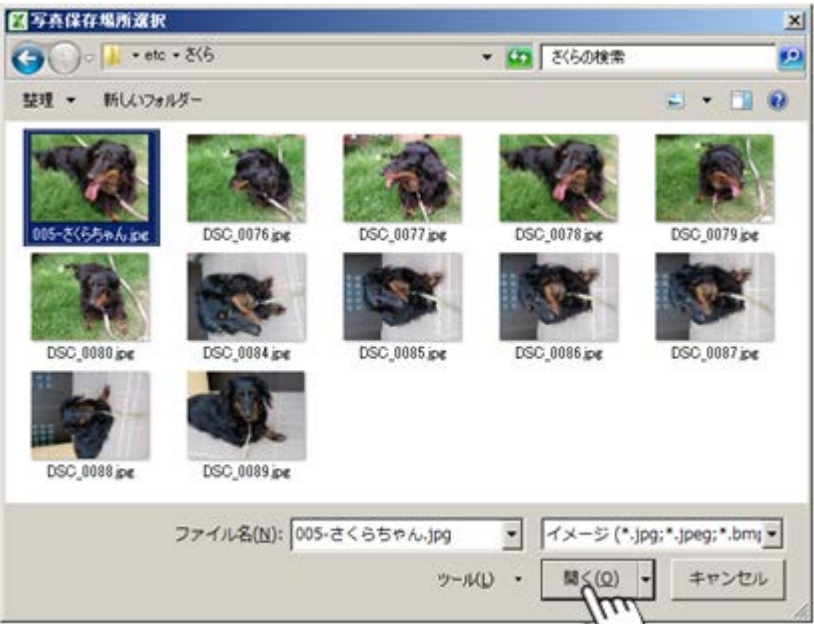 写真保存場所選択
etc さくら
さくらの検索
整理 新しいフォルダー
005-さくらちゃん.jpg
DSC_0076.jpg
DSC_0077.jpg
DSC_0078.jpg
DSC_0079.jpg
DSC_0080.jpg
DSC_0084.jpg
DSC_0085.jpg
DSC_0086.jpg
DSC_0087.jpg
DSC_0088.jpg
DSC_0089.jpg
ファイル名(N): 005-さくらちゃん.jpg
イメージ (*.jpg;*.jpeg;*.bmp
ツール(L) 開く(O) キャンセル